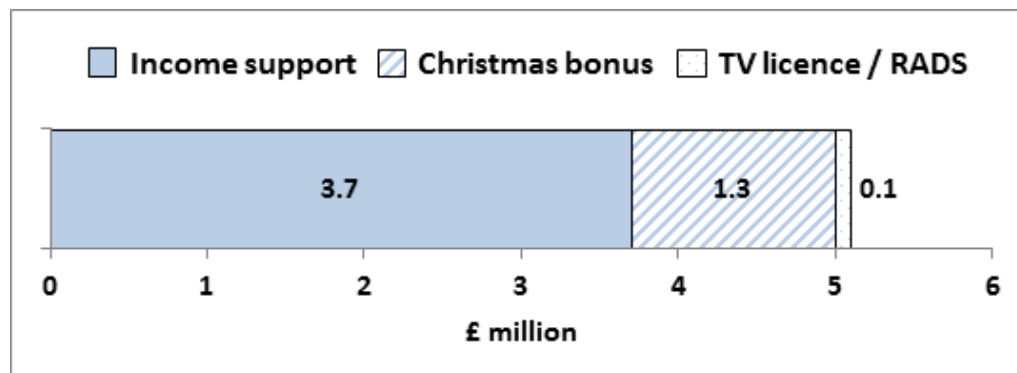 Income support Christmas bonus TV licence / RADS
3.7 1.3 0.1
0 1 2 3 4 5 6
£ million